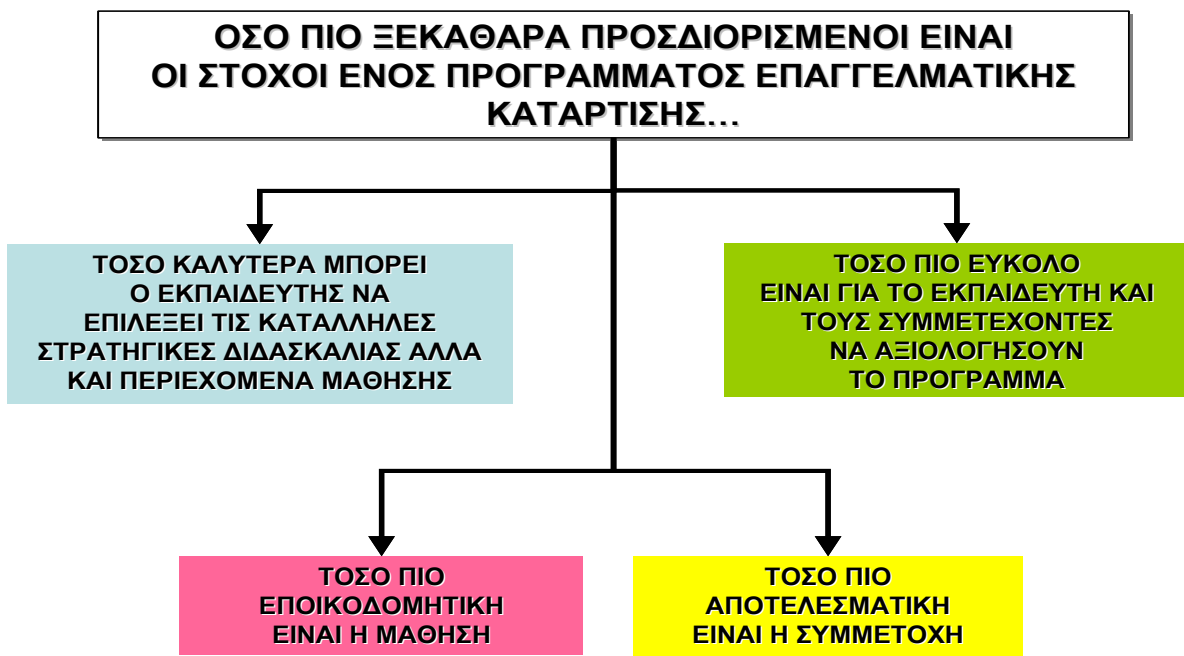 ΟΣΟ ΠΙΟ ΞΕΚΑΘΑΡΑ ΠΡΟΣΔΙΟΡΙΣΜΕΝΟΙ ΕΙΝΑΙ
ΟΙ ΣΤΟΧΟΙ ΕΝΟΣ ΠΡΟΓΡΑΜΜΑΤΟΣ ΕΠΑΓΓΕΛΜΑΤΙΚΗΣ
ΚΑΤΑΡΤΙΣΗΣ…
ΤΟΣΟ ΚΑΛΥΤΕΡΑ ΜΠΟΡΕΙ
Ο ΕΚΠΑΙΔΕΥΤΗΣ ΝΑ
ΕΠΙΛΕΞΕΙ ΤΙΣ ΚΑΤΑΛΛΗΛΕΣ
ΣΤΡΑΤΗΓΙΚΕΣ ΔΙΔΑΣΚΑΛΙΑΣ ΑΛΛΑ
ΚΑΙ ΠΕΡΙΕΧΟΜΕΝΑ ΜΑΘΗΣΗΣ
ΤΟΣΟ ΠΙΟ ΕΥΚΟΛΟ
ΕΙΝΑΙ ΓΙΑ ΤΟ ΕΚΠΑΙΔΕΥΤΗ ΚΑΙ
ΤΟΥΣ ΣΥΜΜΕΤΕΧΟΝΤΕΣ
ΝΑ ΑΞΙΟΛΟΓΗΣΟΥΝ
ΤΟ ΠΡΟΓΡΑΜΜΑ
ΤΟΣΟ ΠΙΟ
ΕΠΟΙΚΟΔΟΜΗΤΙΚΗ
ΕΙΝΑΙ Η ΜΑΘΗΣΗ
ΤΟΣΟ ΠΙΟ
ΑΠΟΤΕΛΕΣΜΑΤΙΚΗ
ΕΙΝΑΙ Η ΣΥΜΜΕΤΟΧΗ